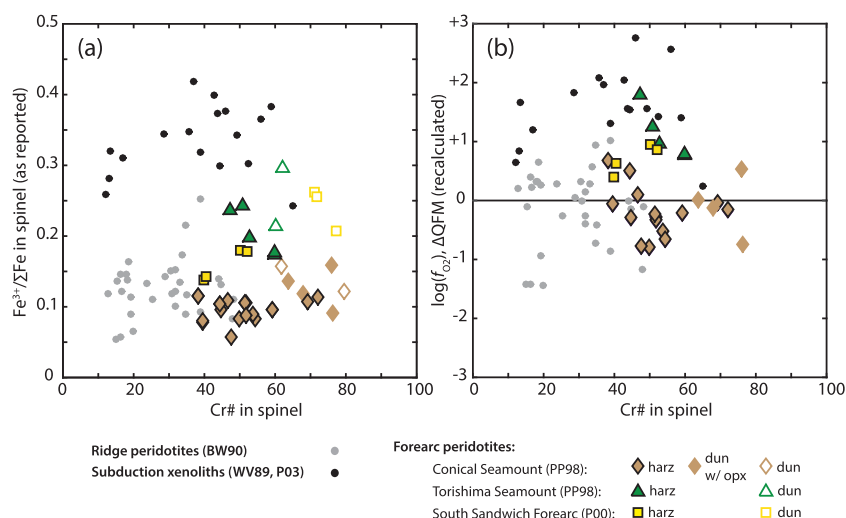 (a)
Fe³⁺/ΣFe in spinel (as reported)
0.5
0.4
0.3
0.2
0.1
0
0 20 40 60 80 100
Cr# in spinel
(b)
log(fO₂), ΔQFM (recalculated)
+3
+2
+1
0
-1
-2
-3
0 20 40 60 80 100
Cr# in spinel
Ridge peridotites (BW90)
Subduction xenoliths (WV89, P03)
Forearc peridotites:
Conical Seamount (PP98): harz dun w/ opx dun
Torishima Seamount (PP98): harz dun
South Sandwich Forearc (P00): harz dun